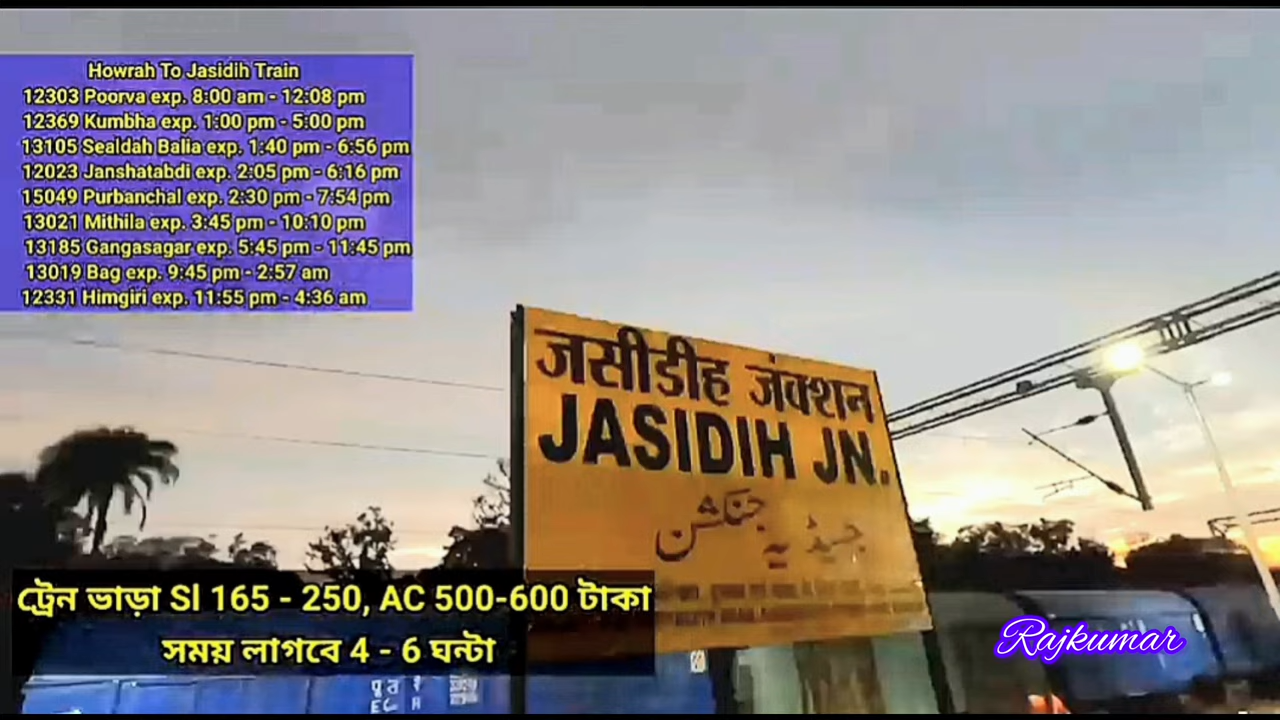 Howrah To Jasidih Train
12303 Poorva exp. 8:00 am - 12:08 pm
12369 Kumbha exp. 1:00 pm - 5:00 pm
13105 Sealdah Balia exp. 1:40 pm - 6:56 pm
12023 Janshatabdi exp. 2:05 pm - 6:16 pm
15049 Purbanchal exp. 2:30 pm - 7:54 pm
13021 Mithila exp. 3:45 pm - 10:10 pm
13185 Gangasagar exp. 5:45 pm - 11:45 pm
13019 Bag exp. 9:45 pm - 2:57 am
12331 Himgiri exp. 11:55 pm - 4:36 am
जसीडीह जंक्शन
JASIDIH JN.
جسیڈیہ جنکشن
ট্রেন ভাড়া Sl 165 - 250, AC 500-600 টাকা
সময় লাগবে 4 - 6 ঘন্টা
Rajkumar